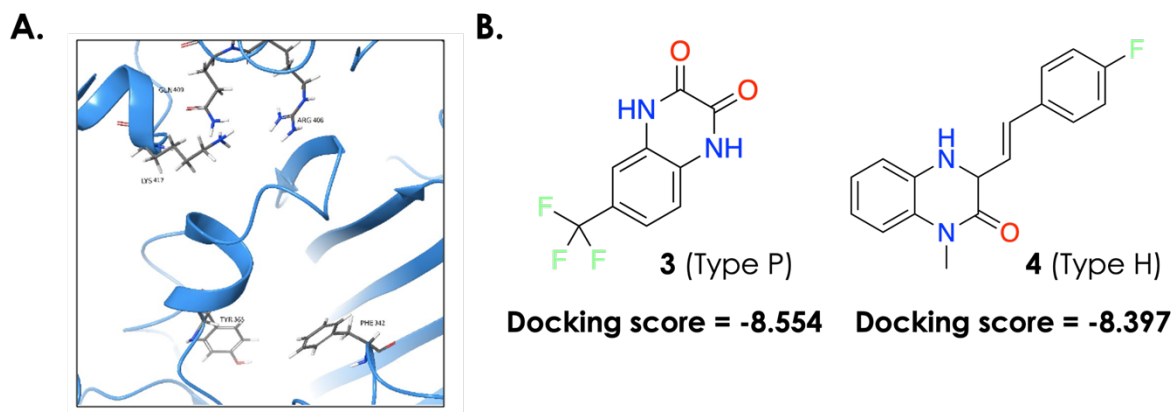 A.
GLN 409
ARG 406
LYS 417
TYR 365
PHE 342
B.
O
O
HN
NH
F
F
F
3 (Type P)
Docking score = -8.554
F
H
N
N
O
4 (Type H)
Docking score = -8.397